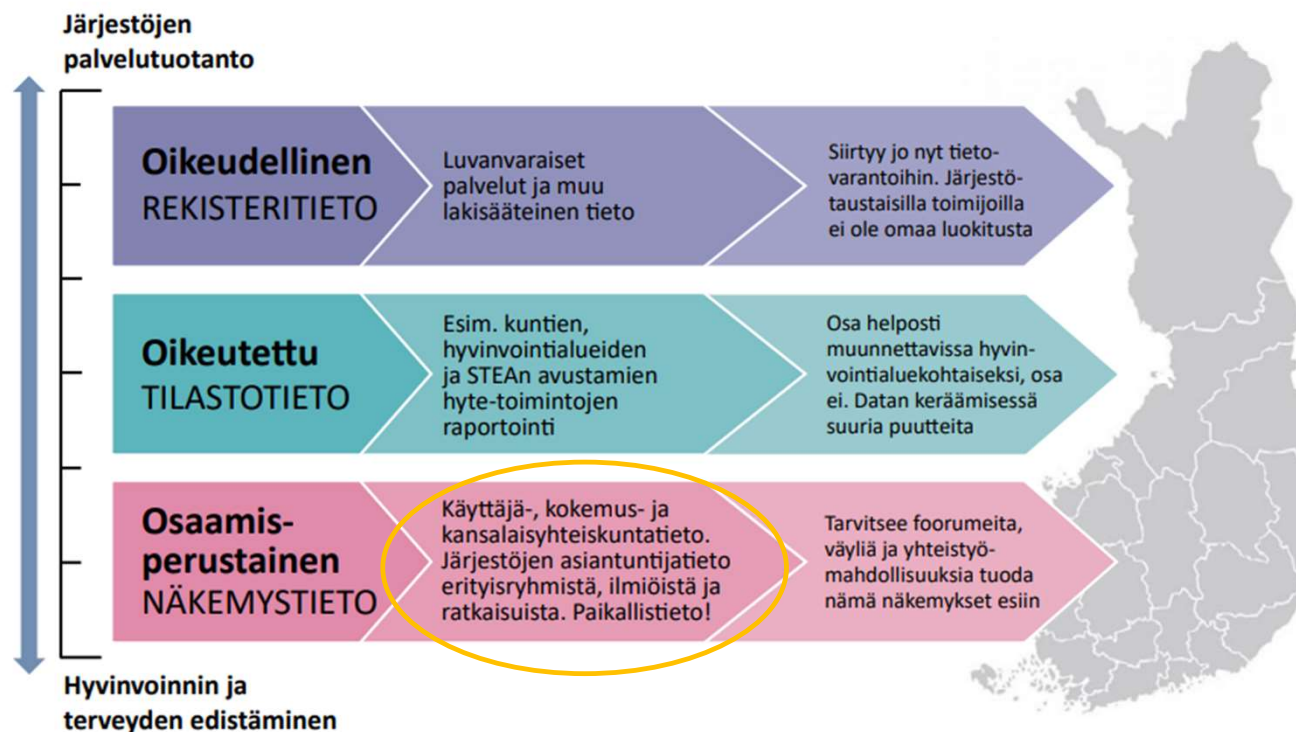 Järjestöjen
palvelutuotanto
Oikeudellinen
REKISTERITIETO
Luvanvaraiset
palvelut ja muu
lakisääteinen tieto
Siirtyy jo nyt tieto-
varantoihin. Järjestö-
taustaisilla toimijoilla
ei ole omaa luokitusta
Oikeutettu
TILASTOTIETO
Esim. kuntien,
hyvinvointialueiden
ja STEAn avustamien
hyte-toimintojen
raportointi
Osa helposti
muunnettavissa hyvin-
vointialuekohtaiseksi, osa
ei. Datan keräämisessä
suuria puutteita
Osaamis-
perustainen
NÄKEMYSTIETO
Käyttäjä-, kokemus- ja
kansalaisyhteiskuntatieto.
Järjestöjen asiantuntijatieto
erityisryhmistä, ilmiöistä ja
ratkaisuista. Paikallistieto!
Tarvitsee foorumeita,
väyliä ja yhteistyö-
mahdollisuuksia tuoda
nämä näkemykset esiin
Hyvinvoinnin ja
terveyden edistäminen